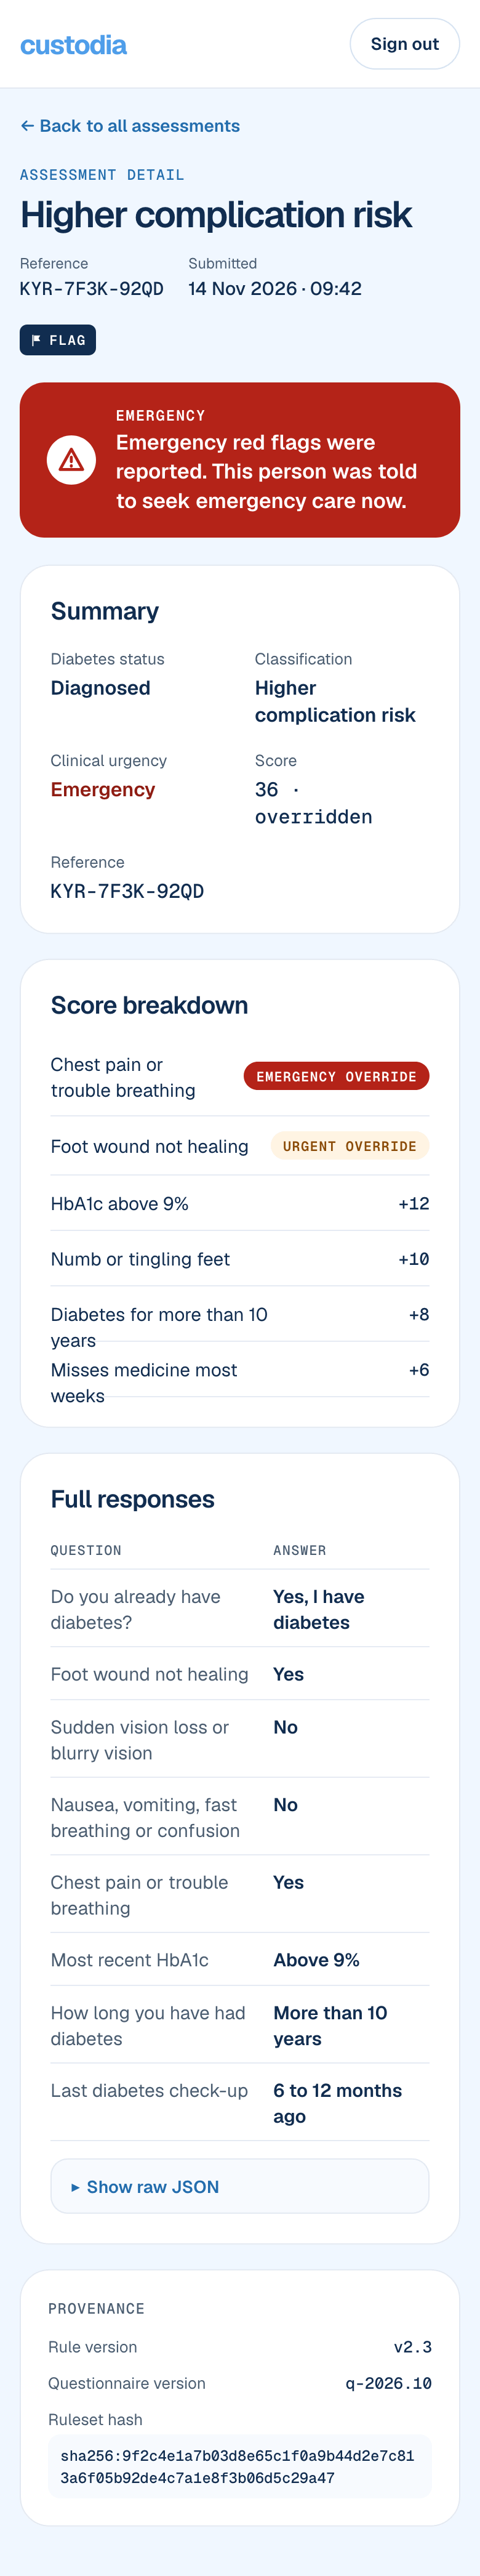 custodia
Sign out
← Back to all assessments
ASSESSMENT DETAIL
Higher complication risk
Reference
KYR-7F3K-92QD
Submitted
14 Nov 2026 · 09:42
FLAG
EMERGENCY
Emergency red flags were
reported. This person was told
to seek emergency care now.
Summary
Diabetes status
Diagnosed
Classification
Higher
complication risk
Clinical urgency
Emergency
Score
36 ·
overridden
Reference
KYR-7F3K-92QD
Score breakdown
Chest pain or
trouble breathing
EMERGENCY OVERRIDE
Foot wound not healing
URGENT OVERRIDE
HbA1c above 9%
+12
Numb or tingling feet
+10
Diabetes for more than 10
years
+8
Misses medicine most
weeks
+6
Full responses
QUESTION
ANSWER
Do you already have
diabetes?
Yes, I have
diabetes
Foot wound not healing
Yes
Sudden vision loss or
blurry vision
No
Nausea, vomiting, fast
breathing or confusion
No
Chest pain or trouble
breathing
Yes
Most recent HbA1c
Above 9%
How long you have had
diabetes
More than 10
years
Last diabetes check-up
6 to 12 months
ago
▸ Show raw JSON
PROVENANCE
Rule version
v2.3
Questionnaire version
q-2026.10
Ruleset hash
sha256:9f2c4e1a7b03d8e65c1f0a9b44d2e7c81
3a6f05b92de4c7a1e8f3b06d5c29a47